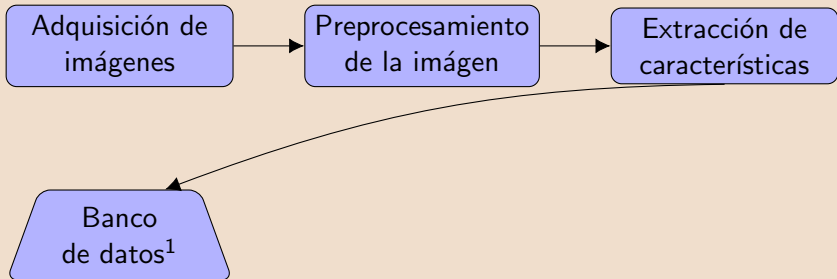 Adquisición de
imágenes
Preprocesamiento
de la imágen
Extracción de
características
Banco
de datos¹